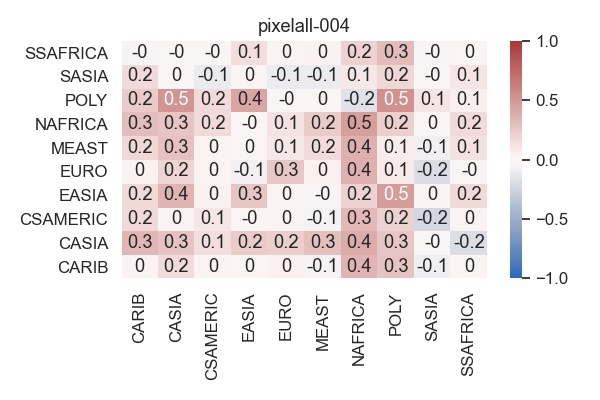 pixelall-004
SSAFRICA -0 -0 -0 0.1 0 0 0.2 0.3 -0 0
SASIA 0.2 0 -0.1 0 -0.1 -0.1 0.1 0.2 -0 0.1
POLY 0.2 0.5 0.2 0.4 -0 0 -0.2 0.5 0.1 0.1
NAFRICA 0.3 0.3 0.2 -0 0.1 0.2 0.5 0.2 0 0.2
MEAST 0.2 0.3 0 0 0.1 0.2 0.4 0.1 -0.1 0.1
EURO 0 0.2 0 -0.1 0.3 0 0.4 0.1 -0.2 -0
EASIA 0.2 0.4 0 0.3 0 -0 0.2 0.5 0 0.2
CSAMERIC 0.2 0 0.1 -0 0 -0.1 0.3 0.2 -0.2 0
CASIA 0.3 0.3 0.1 0.2 0.2 0.3 0.4 0.3 -0 -0.2
CARIB 0 0.2 0 0 0 -0.1 0.4 0.3 -0.1 0
CARIB CASIA CSAMERIC EASIA EURO MEAST NAFRICA POLY SASIA SSAFRICA
1.0
0.5
0.0
−0.5
−1.0